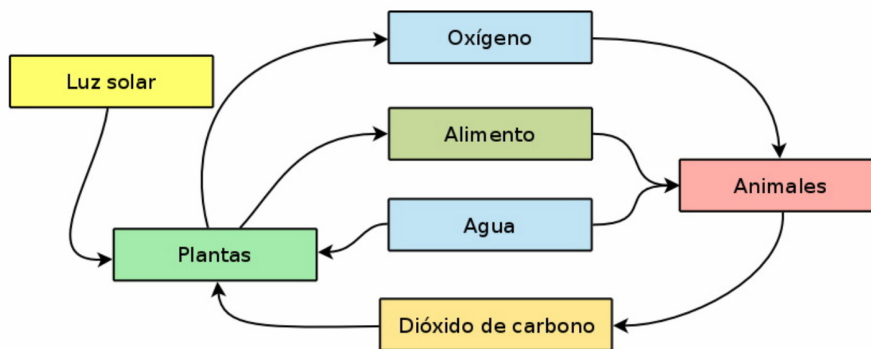 Oxígeno
Luz solar
Alimento
Animales
Agua
Plantas
Dióxido de carbono